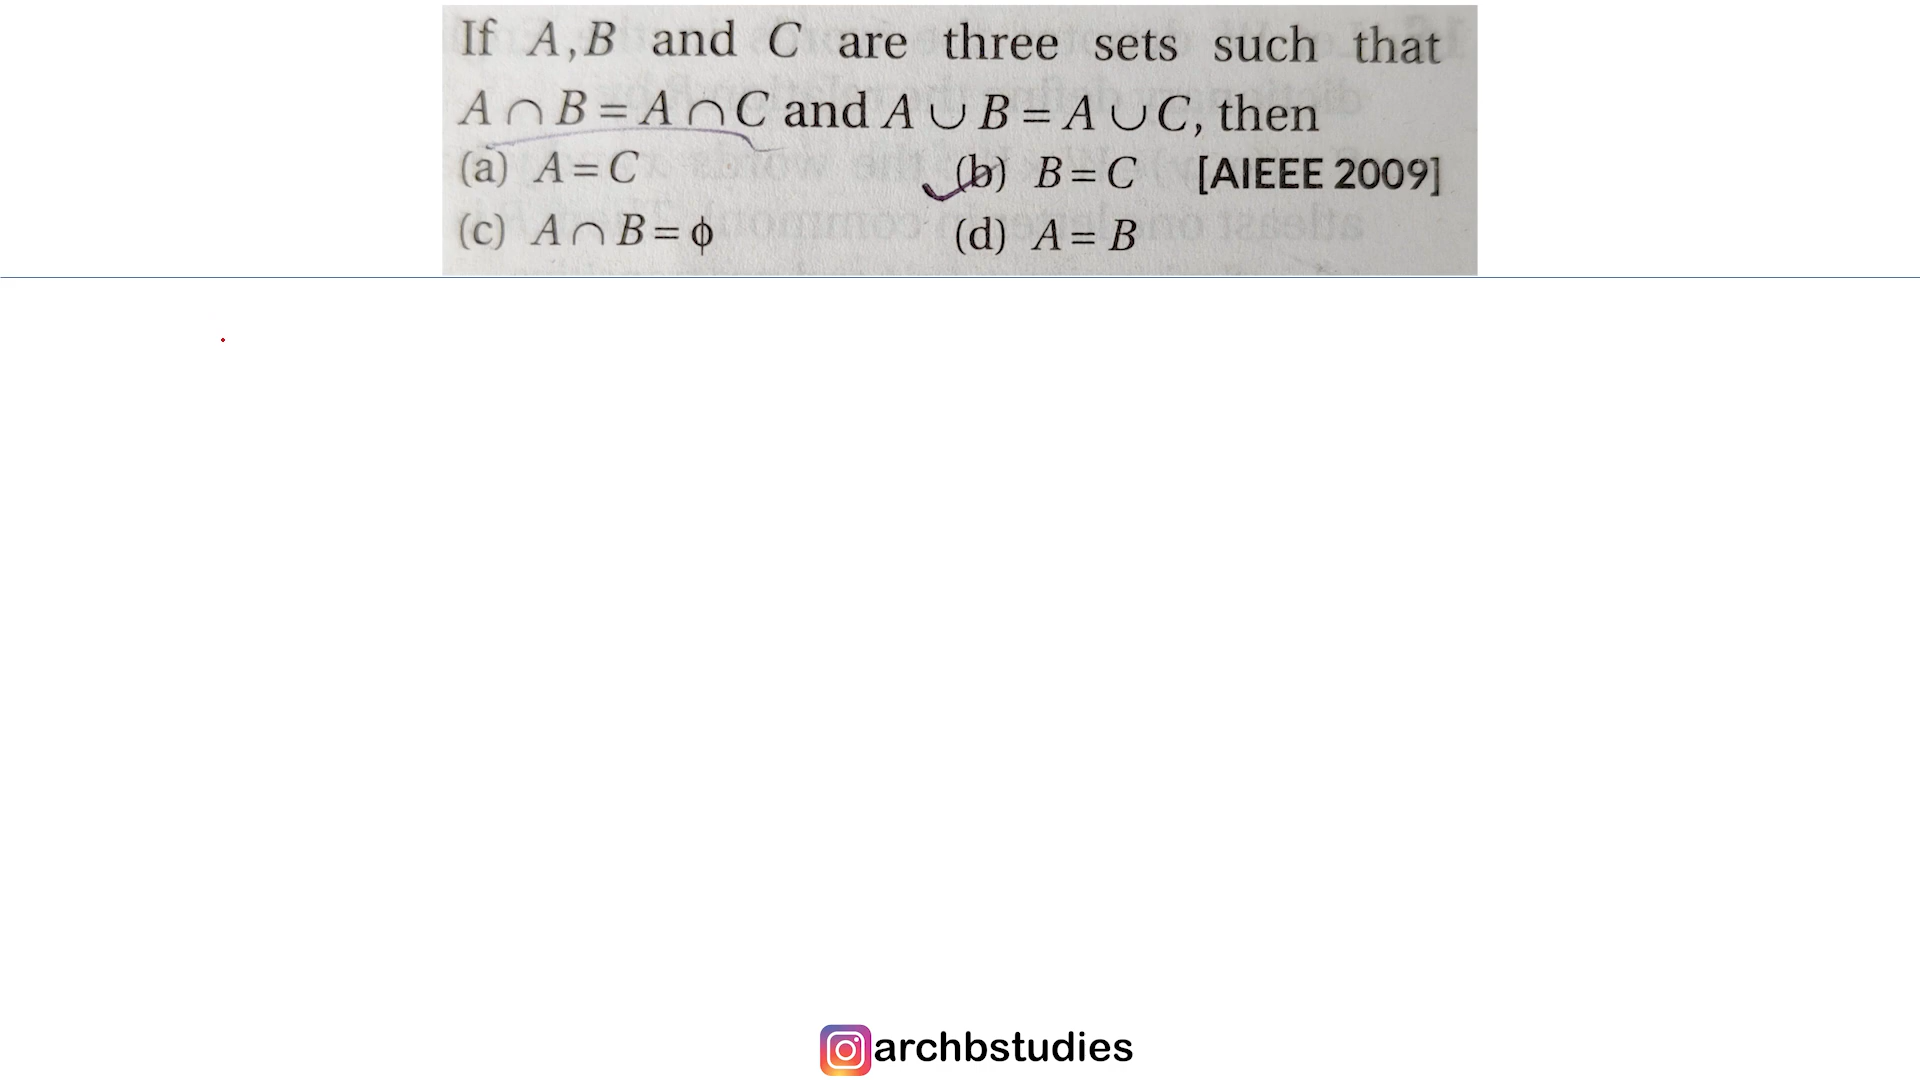 If A, B and C are three sets such that
A ∩ B = A ∩ C and A ∪ B = A ∪ C, then
(a) A = C (b) B = C [AIEEE 2009]
(c) A ∩ B = ϕ (d) A = B
archbstudies